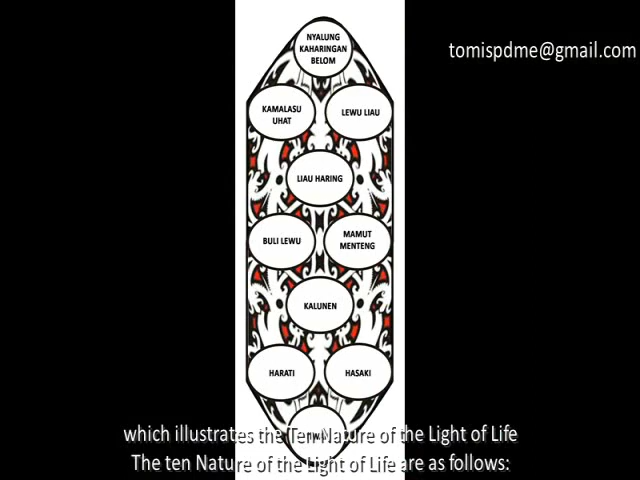 NYALUNG
KAHARINGAN
BELOM
tomispdme@gmail.com
KAMALASU
UHAT
LEWU LIAU
LIAU HARING
BULI LEWU
MAMUT
MENTENG
KALUNEN
HARATI
HASAKI
which illustrates the Ten Nature of the Light of Life
The ten Nature of the Light of Life are as follows: